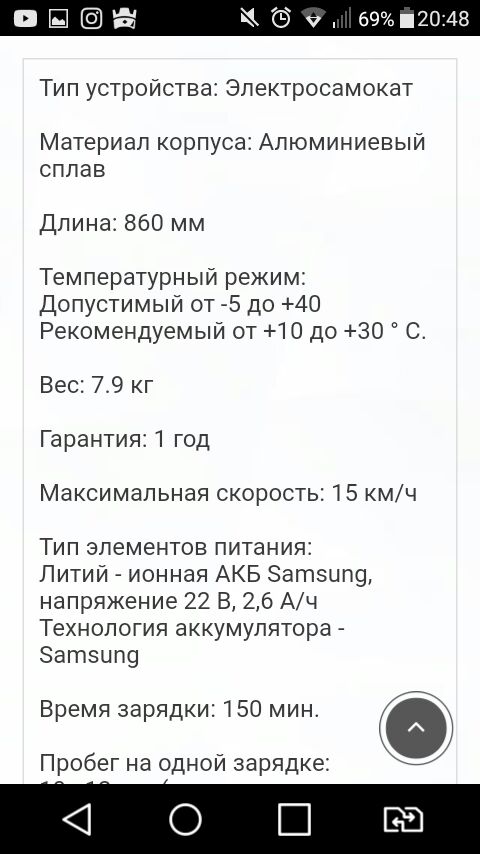 69% 20:48
Тип устройства: Электросамокат
Материал корпуса: Алюминиевый
сплав
Длина: 860 мм
Температурный режим:
Допустимый от -5 до +40
Рекомендуемый от +10 до +30 ° С.
Вес: 7.9 кг
Гарантия: 1 год
Максимальная скорость: 15 км/ч
Тип элементов питания:
Литий - ионная АКБ Samsung,
напряжение 22 В, 2,6 А/ч
Технология аккумулятора -
Samsung
Время зарядки: 150 мин.
Пробег на одной зарядке: